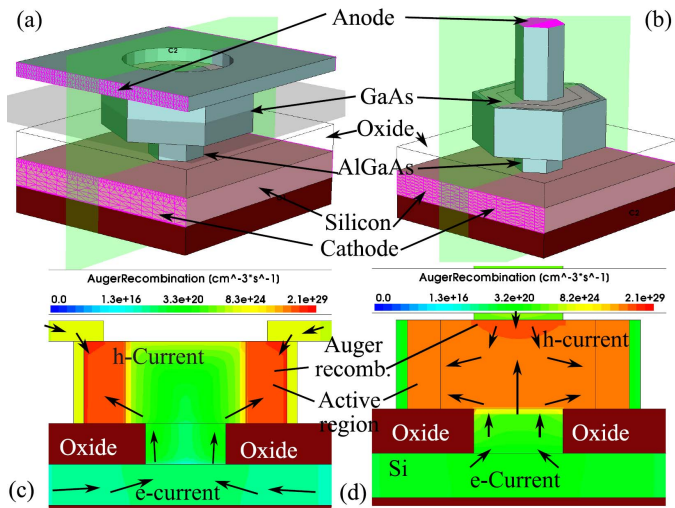 (a)
Anode
(b)
C2
GaAs
Oxide
AlGaAs
Silicon
Cathode
C2
AugerRecombination (cm^-3*s^-1)
0.0 1.3e+16 3.3e+20 8.3e+24 2.1e+29
AugerRecombination (cm^-3*s^-1)
0.0 1.3e+16 3.2e+20 8.2e+24 2.1e+29
h-Current
Auger
recomb
h-current
Active
region
Oxide
Oxide
Oxide
Oxide
Si
(c)
e-current
(d)
e-Current